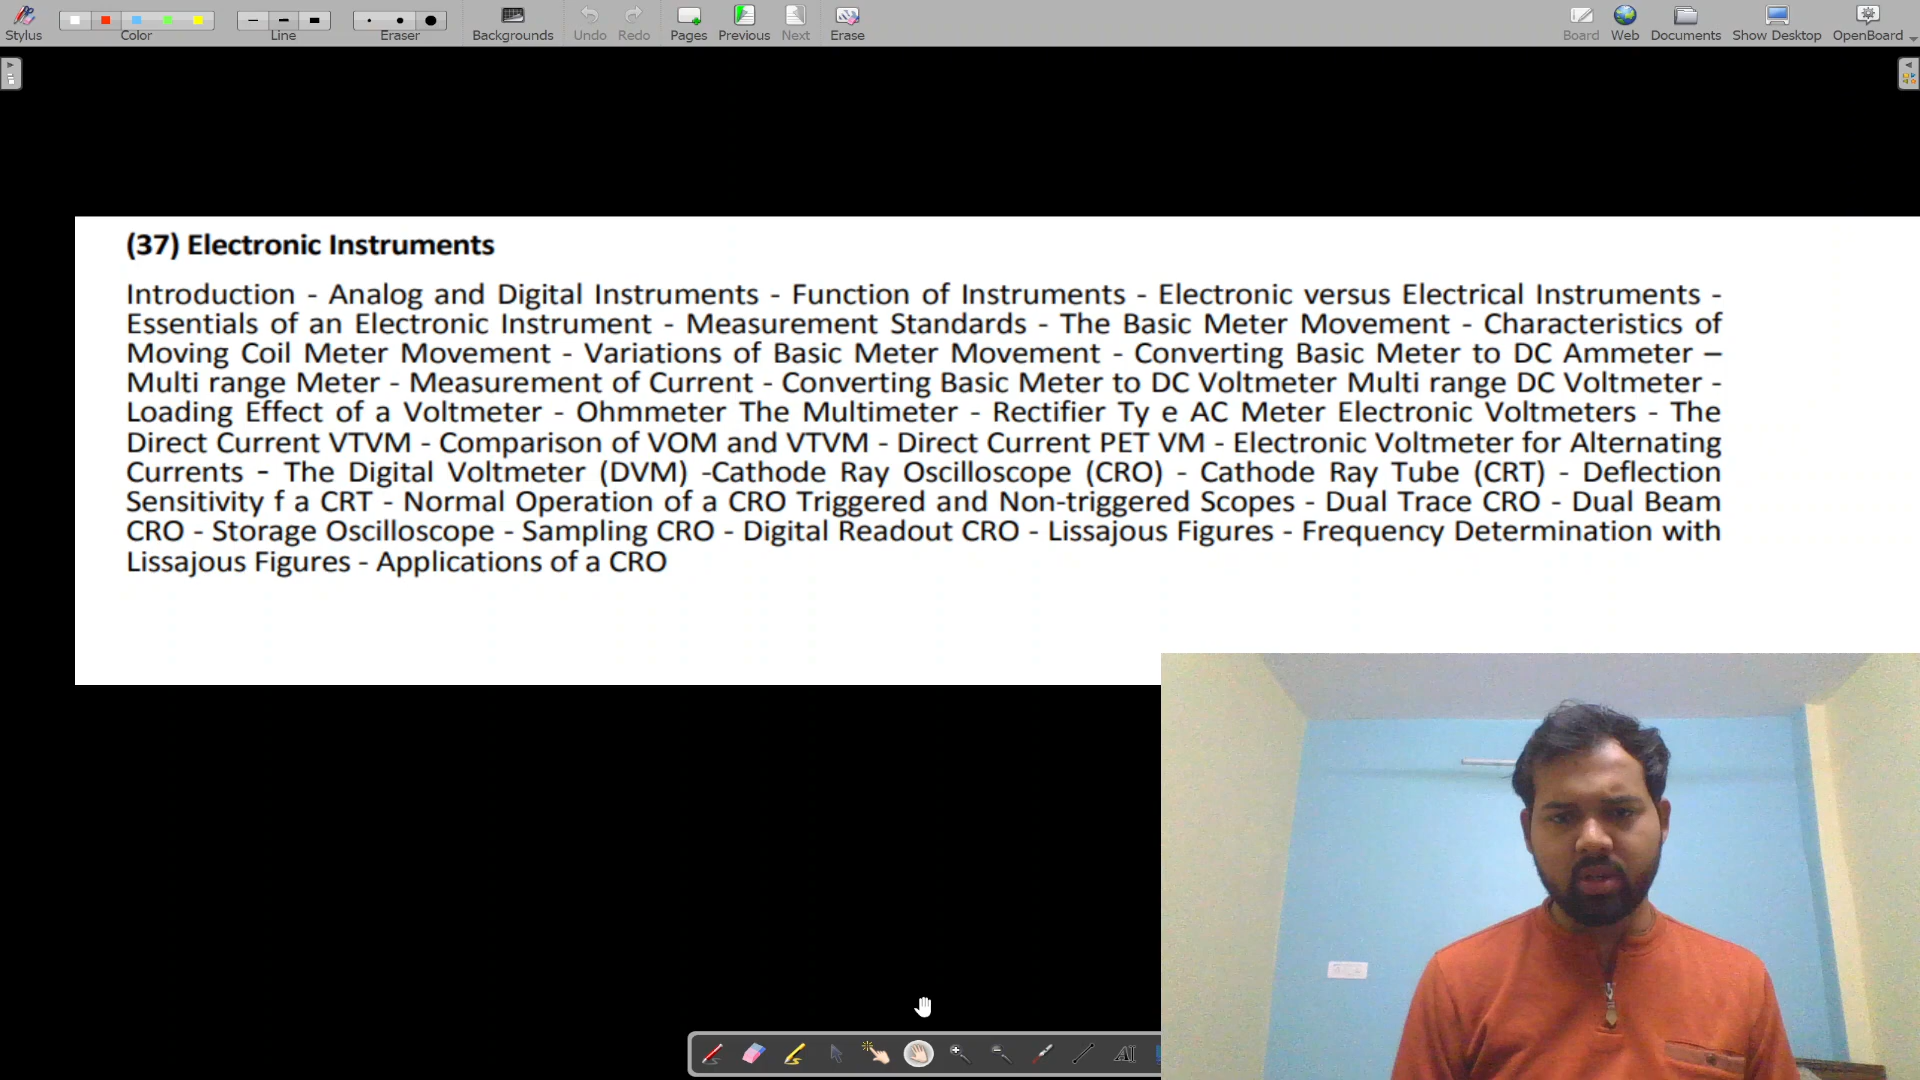 Stylus Color Line Eraser Backgrounds Undo Redo Pages Previous Next Erase Board Web Documents Show Desktop OpenBoard
(37) Electronic Instruments
Introduction - Analog and Digital Instruments - Function of Instruments - Electronic versus Electrical Instruments -
Essentials of an Electronic Instrument - Measurement Standards - The Basic Meter Movement - Characteristics of
Moving Coil Meter Movement - Variations of Basic Meter Movement - Converting Basic Meter to DC Ammeter –
Multi range Meter - Measurement of Current - Converting Basic Meter to DC Voltmeter Multi range DC Voltmeter -
Loading Effect of a Voltmeter - Ohmmeter The Multimeter - Rectifier Ty e AC Meter Electronic Voltmeters - The
Direct Current VTVM - Comparison of VOM and VTVM - Direct Current PET VM - Electronic Voltmeter for Alternating
Currents - The Digital Voltmeter (DVM) -Cathode Ray Oscilloscope (CRO) - Cathode Ray Tube (CRT) - Deflection
Sensitivity f a CRT - Normal Operation of a CRO Triggered and Non-triggered Scopes - Dual Trace CRO - Dual Beam
CRO - Storage Oscilloscope - Sampling CRO - Digital Readout CRO - Lissajous Figures - Frequency Determination with
Lissajous Figures - Applications of a CRO
AI